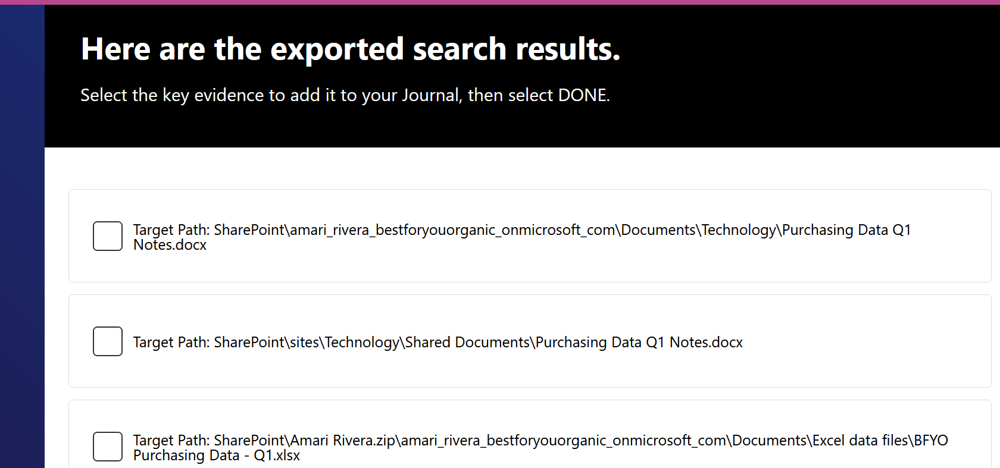 Here are the exported search results.
Select the key evidence to add it to your Journal, then select DONE.
Target Path: SharePoint\amari_rivera_bestforyouorganic_onmicrosoft_com\Documents\Technology\Purchasing Data Q1
Notes.docx
Target Path: SharePoint\sites\Technology\Shared Documents\Purchasing Data Q1 Notes.docx
Target Path: SharePoint\Amari Rivera.zip\amari_rivera_bestforyouorganic_onmicrosoft_com\Documents\Excel data files\BFYO
Purchasing Data - Q1.xlsx